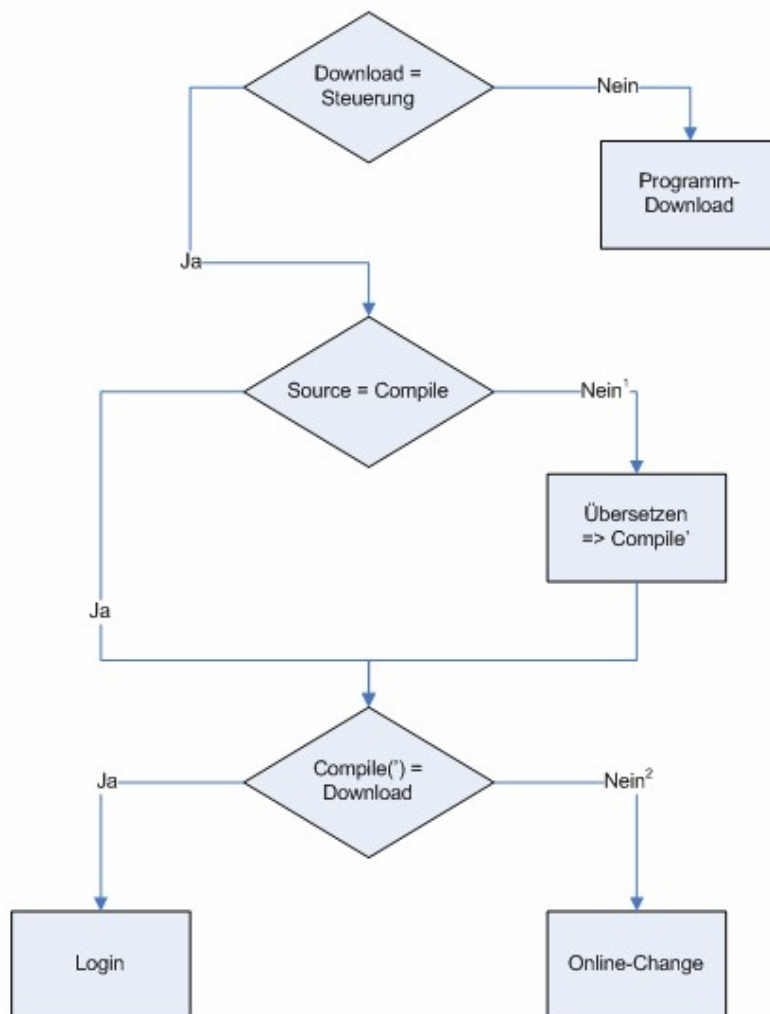 Download =
Steuerung
Nein
Programm-
Download
Ja
Source = Compile
Nein¹
Übersetzen
=> Compile'
Ja
Compile(') =
Download
Ja
Nein²
Login
Online-Change